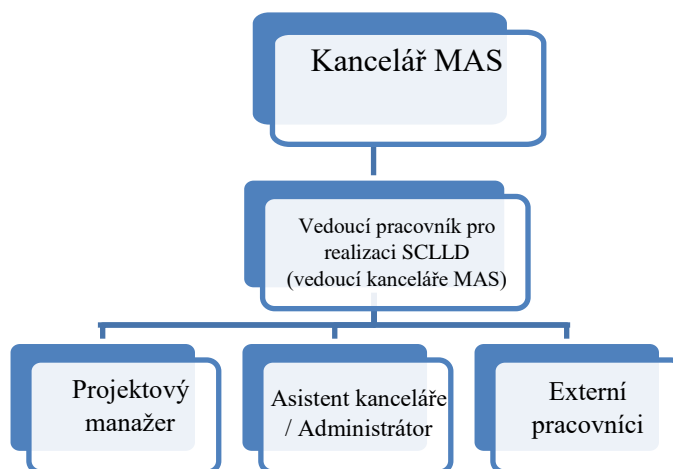 Kancelář MAS
Vedoucí pracovník pro
realizaci SCLLD
(vedoucí kanceláře MAS)
Projektový
manažer
Asistent kanceláře
/ Administrátor
Externí
pracovníci